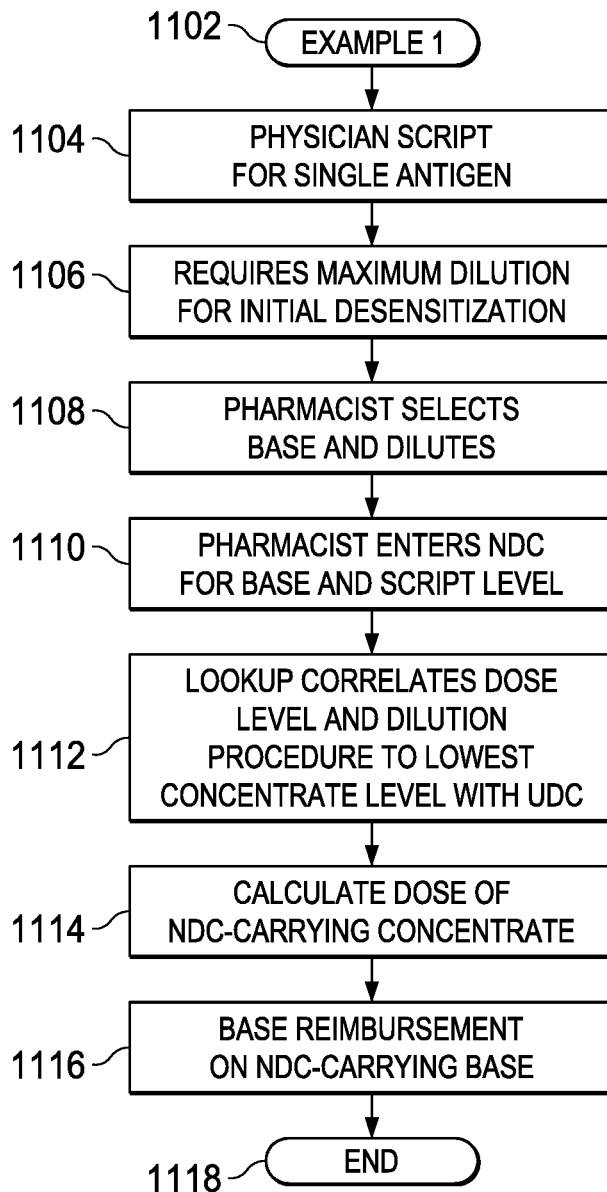 1102
EXAMPLE 1
1104
PHYSICIAN SCRIPT
FOR SINGLE ANTIGEN
1106
REQUIRES MAXIMUM DILUTION
FOR INITIAL DESENSITIZATION
1108
PHARMACIST SELECTS
BASE AND DILUTES
1110
PHARMACIST ENTERS NDC
FOR BASE AND SCRIPT LEVEL
1112
LOOKUP CORRELATES DOSE
LEVEL AND DILUTION
PROCEDURE TO LOWEST
CONCENTRATE LEVEL WITH UDC
1114
CALCULATE DOSE OF
NDC-CARRYING CONCENTRATE
1116
BASE REIMBURSEMENT
ON NDC-CARRYING BASE
1118
END